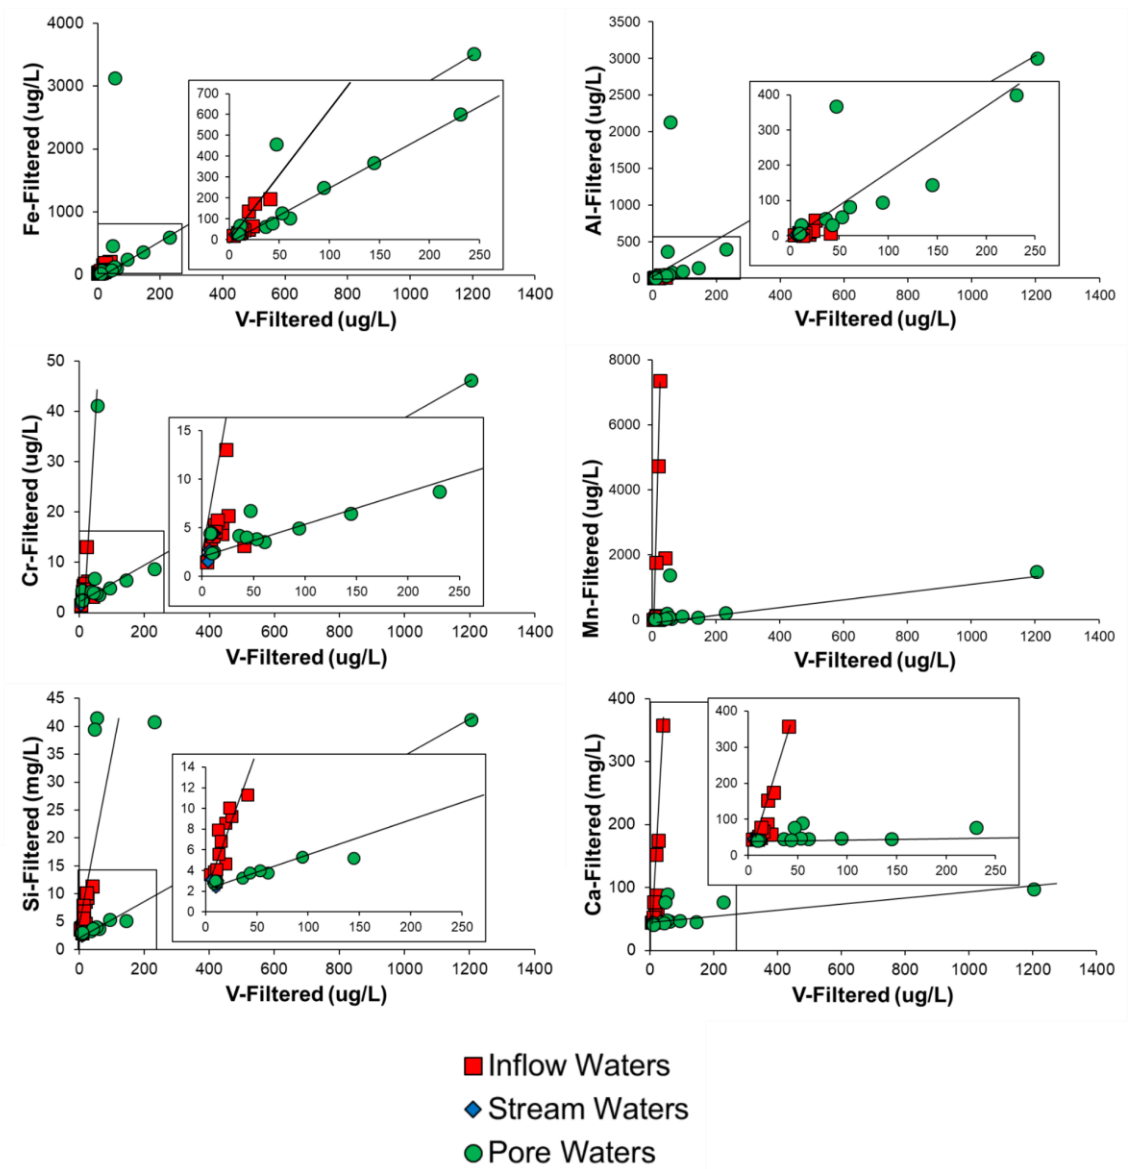 Fe-Filtered (ug/L)
4000
3000
2000
1000
0
0 200 400 600 800 1000 1200 1400
V-Filtered (ug/L)
700
600
500
400
300
200
100
0
0 50 100 150 200 250
Al-Filtered (ug/L)
3500
3000
2500
2000
1500
1000
500
0
0 200 400 600 800 1000 1200 1400
V-Filtered (ug/L)
400
300
200
100
0
0 50 100 150 200 250
Cr-Filtered (ug/L)
50
40
30
20
10
0
0 200 400 600 800 1000 1200 1400
V-Filtered (ug/L)
15
10
5
0
0 50 100 150 200 250
Mn-Filtered (ug/L)
8000
6000
4000
2000
0
0 200 400 600 800 1000 1200 1400
V-Filtered (ug/L)
Si-Filtered (mg/L)
45
40
35
30
25
20
15
10
5
0
0 200 400 600 800 1000 1200 1400
V-Filtered (ug/L)
14
12
10
8
6
4
2
0
0 50 100 150 200 250
Ca-Filtered (mg/L)
400
300
200
100
0
0 200 400 600 800 1000 1200 1400
V-Filtered (ug/L)
400
300
200
100
0
0 50 100 150 200 250
Inflow Waters
Stream Waters
Pore Waters